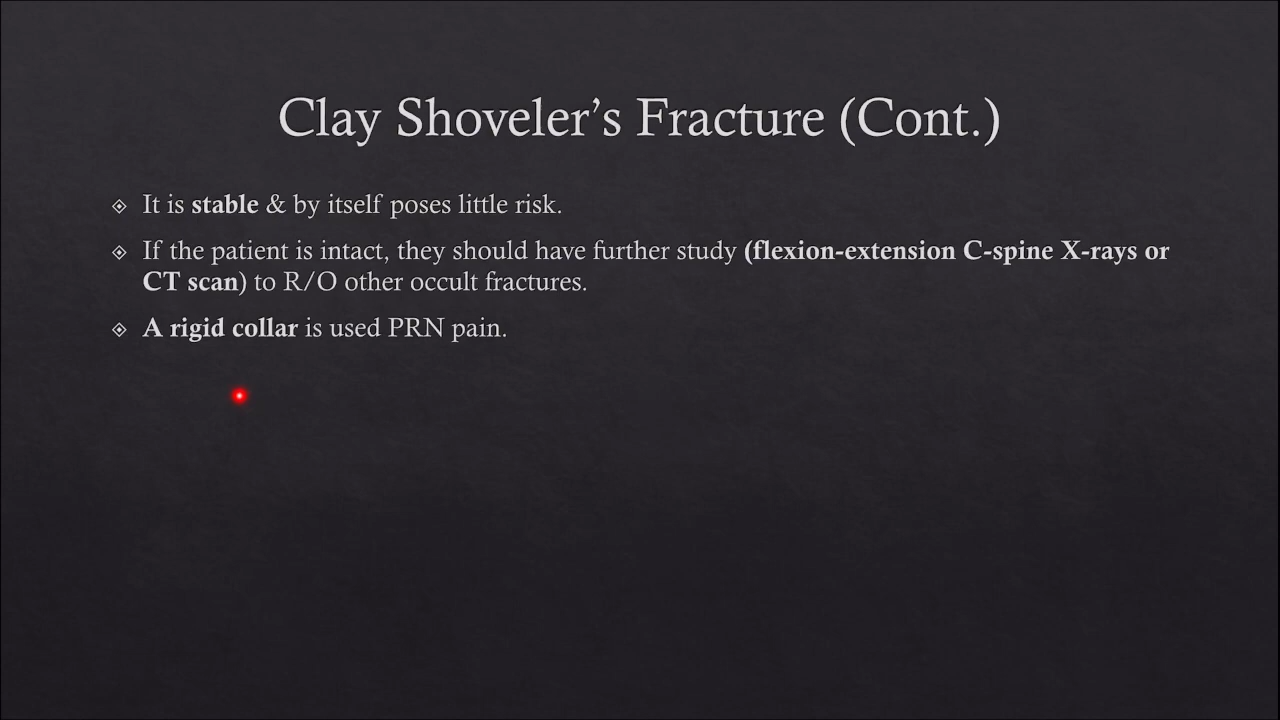 Clay Shoveler’s Fracture (Cont.)
It is stable & by itself poses little risk.
If the patient is intact, they should have further study (flexion-extension C-spine X-rays or
CT scan) to R/O other occult fractures.
A rigid collar is used PRN pain.